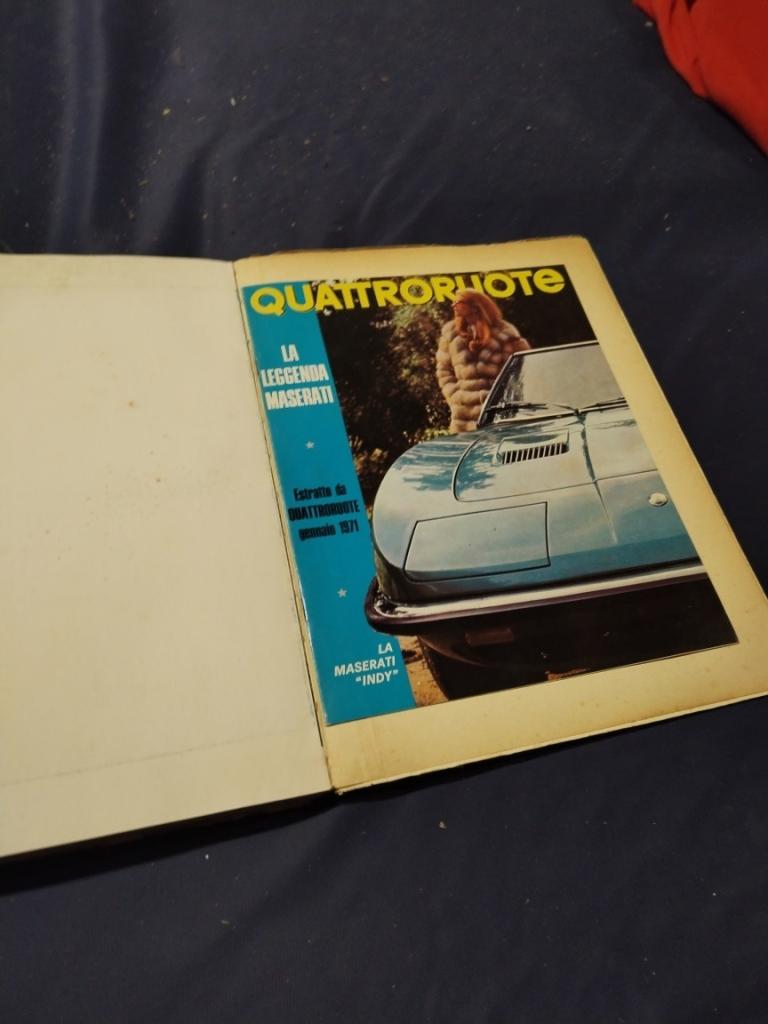 QUATTRORUOTE
LA
LEGGENDA
MASERATI
Estratto da
QUATTRORUOTE
gennaio 1971
LA
MASERATI
"INDY"